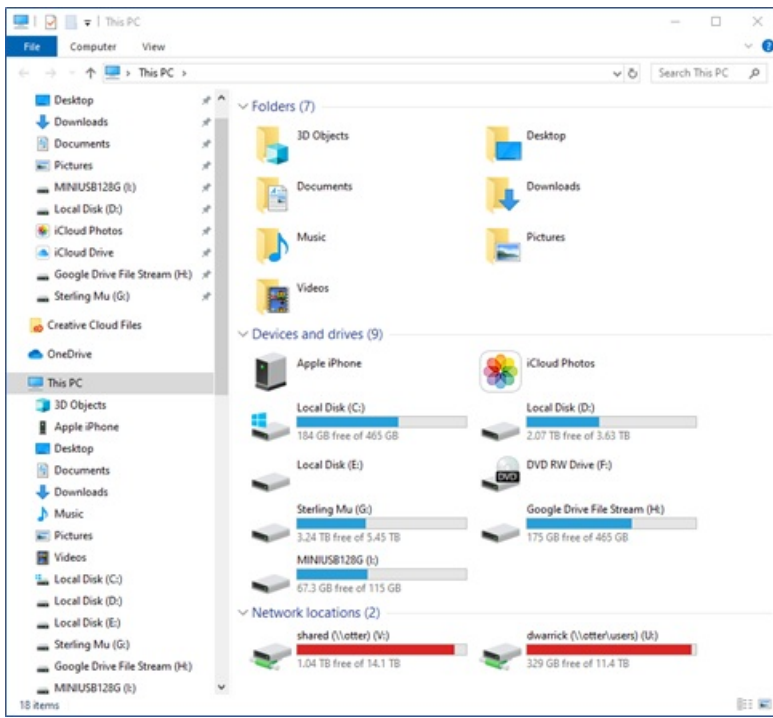 This PC
File Computer View
This PC
Search This PC
Desktop
Downloads
Documents
Pictures
MINIUSB128G (I:)
Local Disk (D:)
iCloud Photos
iCloud Drive
Google Drive File Stream (H:)
Sterling Mu (G:)
Creative Cloud Files
OneDrive
This PC
3D Objects
Apple iPhone
Desktop
Documents
Downloads
Music
Pictures
Videos
Local Disk (C:)
Local Disk (D:)
Local Disk (E:)
Sterling Mu (G:)
Google Drive File Stream (H:)
MINIUSB128G (I:)
Folders (7)
3D Objects
Desktop
Documents
Downloads
Music
Pictures
Videos
Devices and drives (9)
Apple iPhone
iCloud Photos
Local Disk (C:)
184 GB free of 465 GB
Local Disk (D:)
2.07 TB free of 3.63 TB
Local Disk (E:)
DVD RW Drive (F:)
DVD
Sterling Mu (G:)
3.24 TB free of 5.45 TB
Google Drive File Stream (H:)
175 GB free of 465 GB
MINIUSB128G (I:)
67.3 GB free of 115 GB
Network locations (2)
shared (\\otter) (V:)
1.04 TB free of 14.1 TB
dwarrick (\\otter\users) (U:)
329 GB free of 11.4 TB
18 items